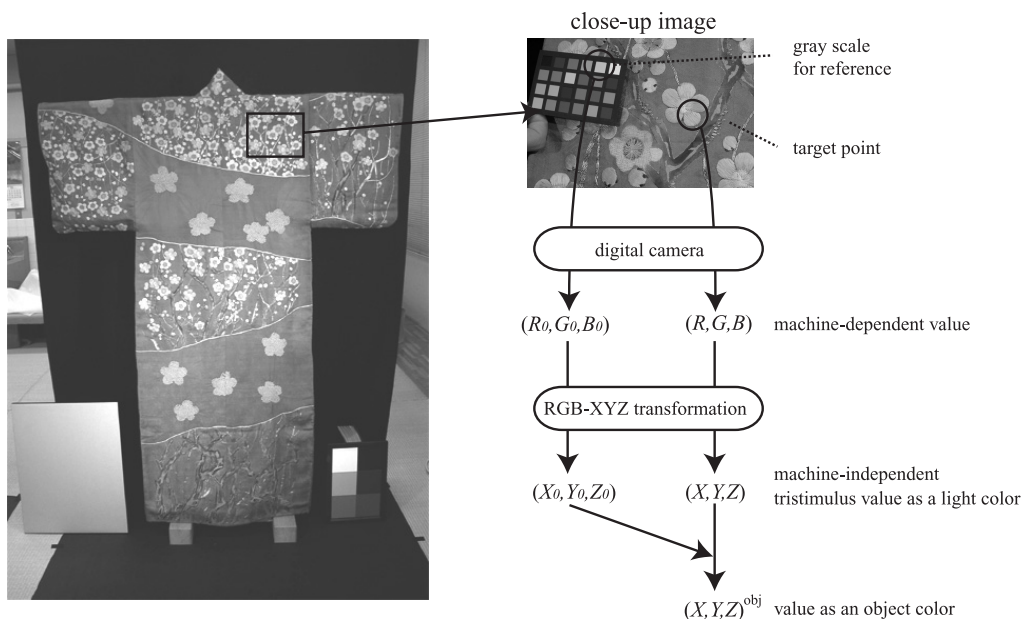 close-up image
gray scale
for reference
target point
digital camera
(R0,G0,B0)
(R,G,B)
machine-dependent value
RGB-XYZ transformation
(X0,Y0,Z0)
(X,Y,Z)
machine-independent
tristimulus value as a light color
(X,Y,Z)obj
value as an object color